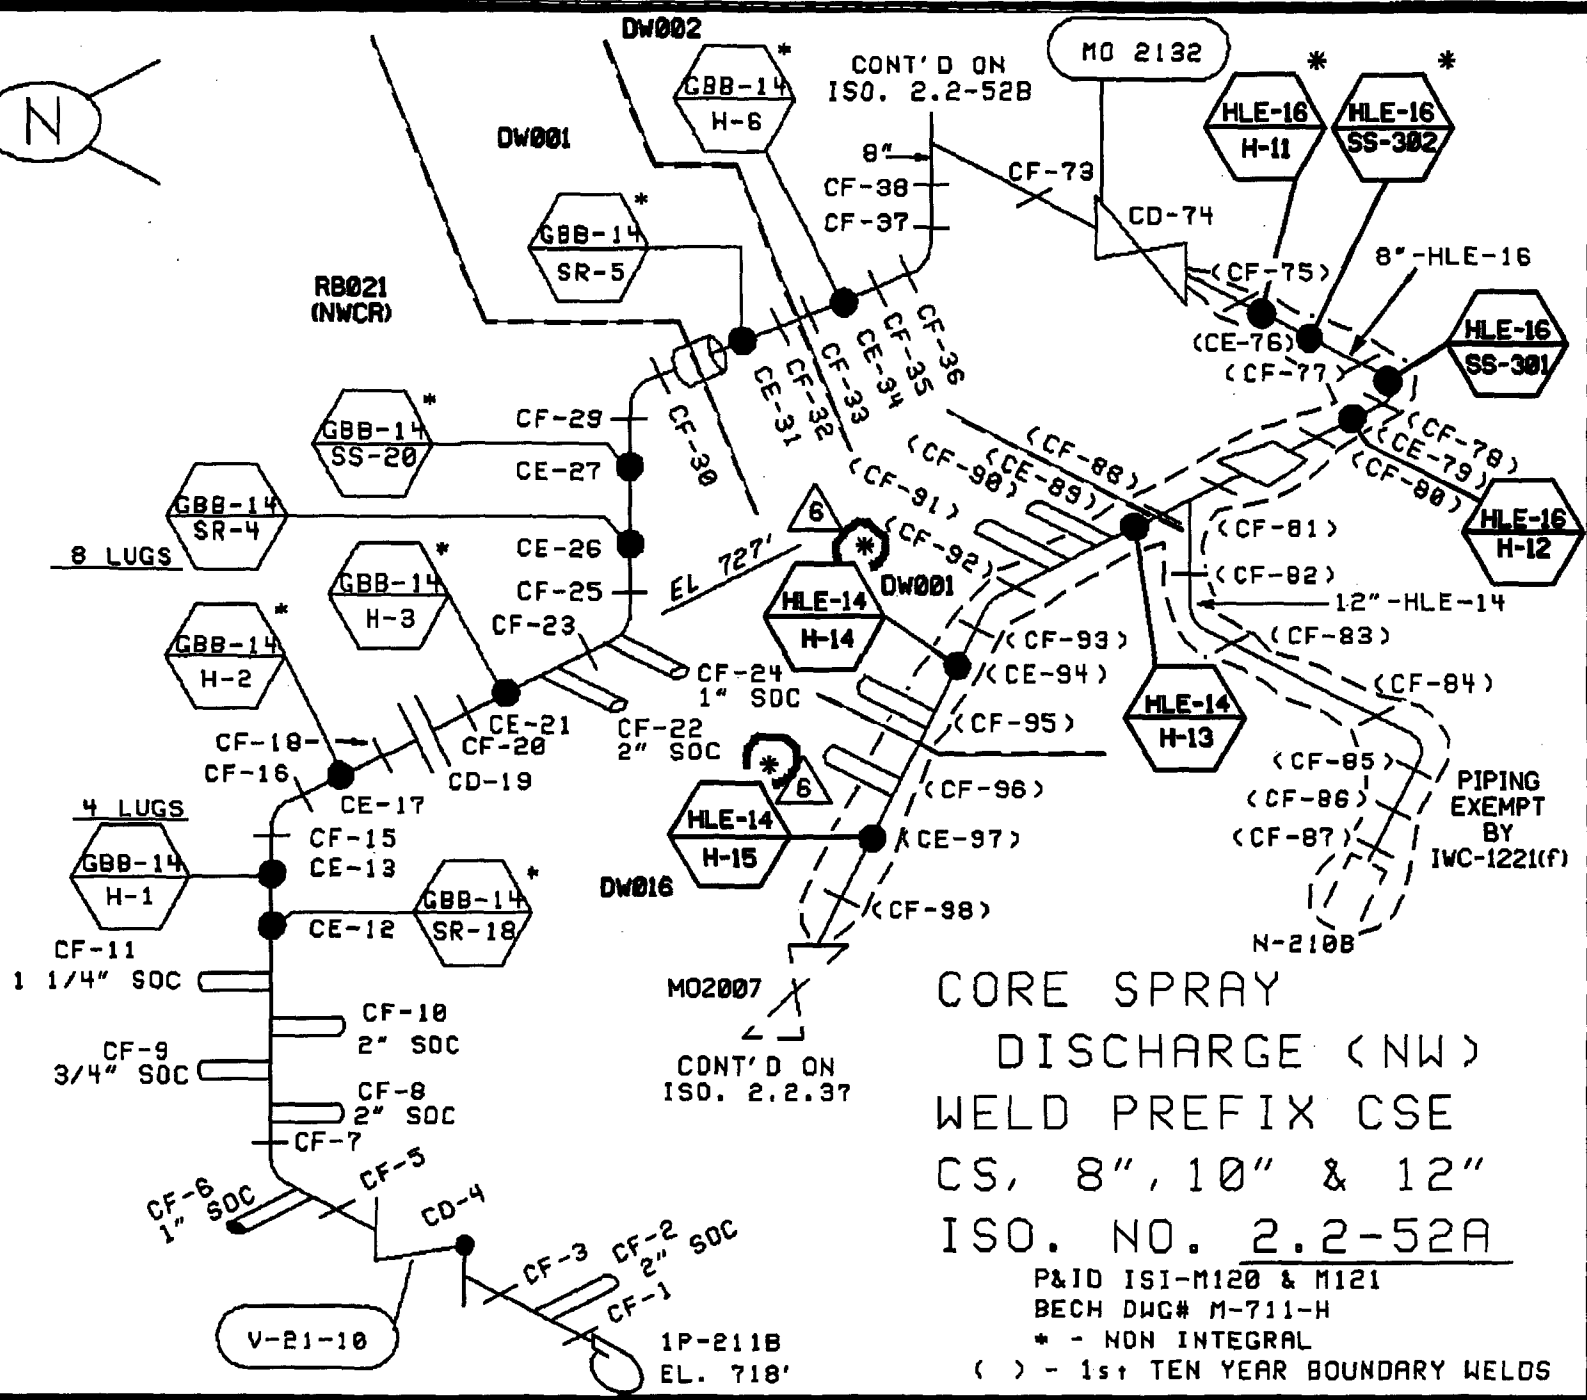 DW002
MO 2132
CONT'D ON
ISO. 2.2-52B
*
GBB-14
H-6
*
HLE-16
H-11
*
HLE-16
SS-302
N
DW001
8"
CF-73
CF-38
CF-37
CD-74
*
GBB-14
SR-5
(CF-75)
8"-HLE-16
RB021
(NWCR)
(CE-76)
(CF-77)
HLE-16
SS-301
CF-36
CF-35
CE-34
CF-33
CF-32
CE-31
CF-30
CF-29
*
GBB-14
SS-20
CE-27
(CF-78)
(CE-79)
(CF-80)
(CF-88)
(CE-89)
(CF-90)
(CF-91)
(CF-92)
GBB-14
SR-4
8 LUGS
CE-26
6
*
HLE-16
H-12
(CF-81)
(CF-82)
EL 727'
DW001
*
GBB-14
H-3
CF-25
HLE-14
H-14
12"-HLE-14
*
GBB-14
H-2
CF-23
(CF-93)
(CF-83)
CF-24
1" SOC
(CE-94)
(CF-84)
HLE-14
H-13
CE-21
CF-20
CF-22
2" SOC
(CF-95)
CF-18
CF-16
CD-19
*
6
(CF-85)
(CF-86)
(CF-87)
PIPING
EXEMPT
BY
IWC-1221(f)
CE-17
(CF-96)
4 LUGS
GBB-14
H-1
CF-15
CE-13
HLE-14
H-15
(CE-97)
DW016
*
GBB-14
SR-18
CE-12
(CF-98)
N-210B
CF-11
1 1/4" SOC
MO2007
CF-10
2" SOC
CF-9
3/4" SOC
CONT'D ON
ISO. 2.2.37
CF-8
2" SOC
CF-7
CF-6
1" SOC
CF-5
CD-4
CF-3
CF-2
2" SOC
CF-1
V-21-10
1P-211B
EL. 718'
CORE SPRAY
DISCHARGE (NW)
WELD PREFIX CSE
CS, 8", 10" & 12"
ISO. NO. 2.2-52A
P&ID ISI-M120 & M121
BECH DWG# M-711-H
* - NON INTEGRAL
( ) - 1st TEN YEAR BOUNDARY WELDS